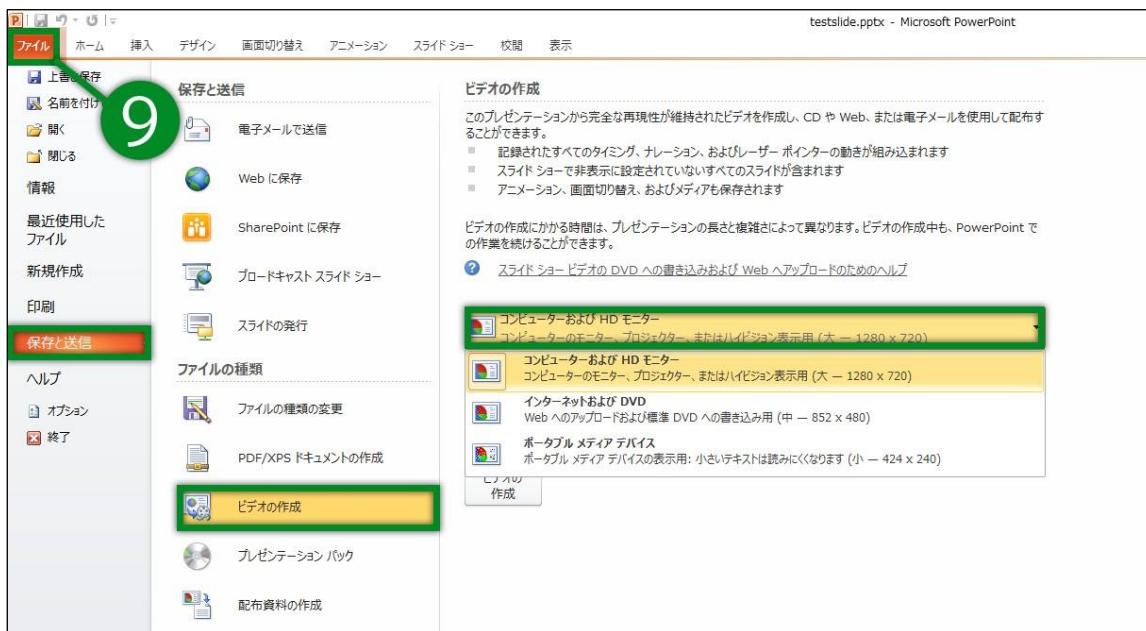 testslide.pptx - Microsoft PowerPoint
ファイル ホーム 挿入 デザイン 画面切り替え アニメーション スライド ショー 校閲 表示
9
上書き保存
名前を付け
開く
閉じる
情報
最近使用した
ファイル
新規作成
印刷
保存と送信
ヘルプ
オプション
終了
保存と送信
電子メールで送信
Web に保存
SharePoint に保存
ブロードキャスト スライド ショー
スライドの発行
ファイルの種類
ファイルの種類の変更
PDF/XPS ドキュメントの作成
ビデオの作成
プレゼンテーション パック
配布資料の作成
ビデオの作成
このプレゼンテーションから完全な再現性が維持されたビデオを作成し、CD や Web、または電子メールを使用して配布す
ることができます。
記録されたすべてのタイミング、ナレーション、およびレーザー ポインターの動きが組み込まれます
スライド ショーで非表示に設定されていないすべてのスライドが含まれます
アニメーション、画面切り替え、およびメディアも保存されます
ビデオの作成にかかる時間は、プレゼンテーションの長さと複雑さによって異なります。ビデオの作成中も、PowerPoint で
の作業を続けることができます。
スライド ショー ビデオの DVD への書き込みおよび Web へアップロードのためのヘルプ
コンピューターおよび HD モニター
コンピューターのモニター、プロジェクター、またはハイビジョン表示用 (大 — 1280 x 720)
コンピューターおよび HD モニター
コンピューターのモニター、プロジェクター、またはハイビジョン表示用 (大 — 1280 x 720)
インターネットおよび DVD
Web へのアップロードおよび標準 DVD への書き込み用 (中 — 852 x 480)
ポータブル メディア デバイス
ポータブル メディア デバイスの表示用: 小さいテキストは読みにくくなります (小 — 424 x 240)
ビデオの
作成